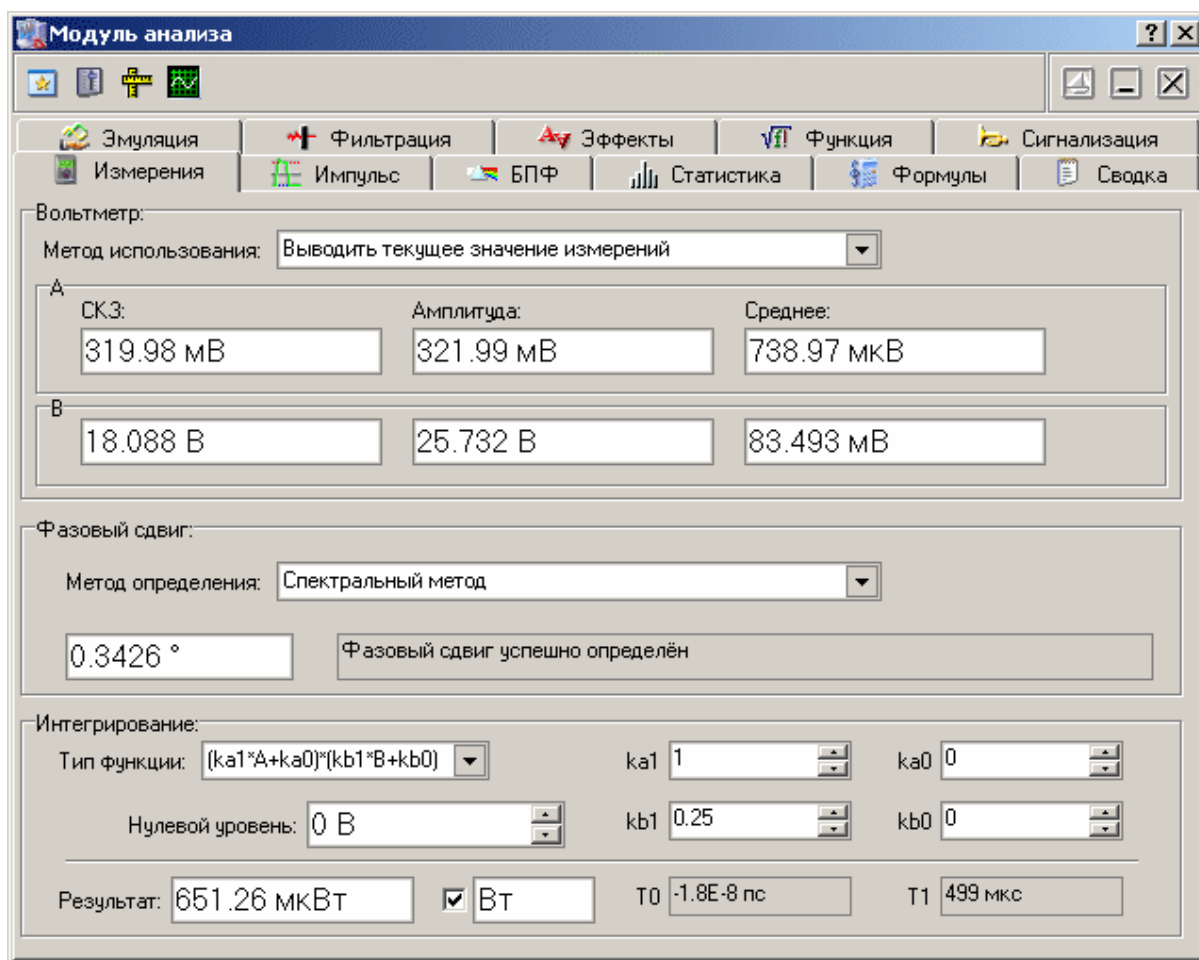 Модуль анализа
Эмуляция Фильтрация Эффекты Функция Сигнализация
Измерения Импульс БПФ Статистика Формулы Сводка
Вольтметр:
Метод использования: Выводить текущее значение измерений
A
СКЗ: Амплитуда: Среднее:
319.98 мВ 321.99 мВ 738.97 мкВ
B
18.088 В 25.732 В 83.493 мВ
Фазовый сдвиг:
Метод определения: Спектральный метод
0.3426 ° Фазовый сдвиг успешно определён
Интегрирование:
Тип функции: (ka1*A+ka0)*(kb1*B+kb0) ka1 1 ka0 0
Нулевой уровень: 0 В kb1 0.25 kb0 0
Результат: 651.26 мкВт Вт T0 -1.8E-8 пс T1 499 мкс